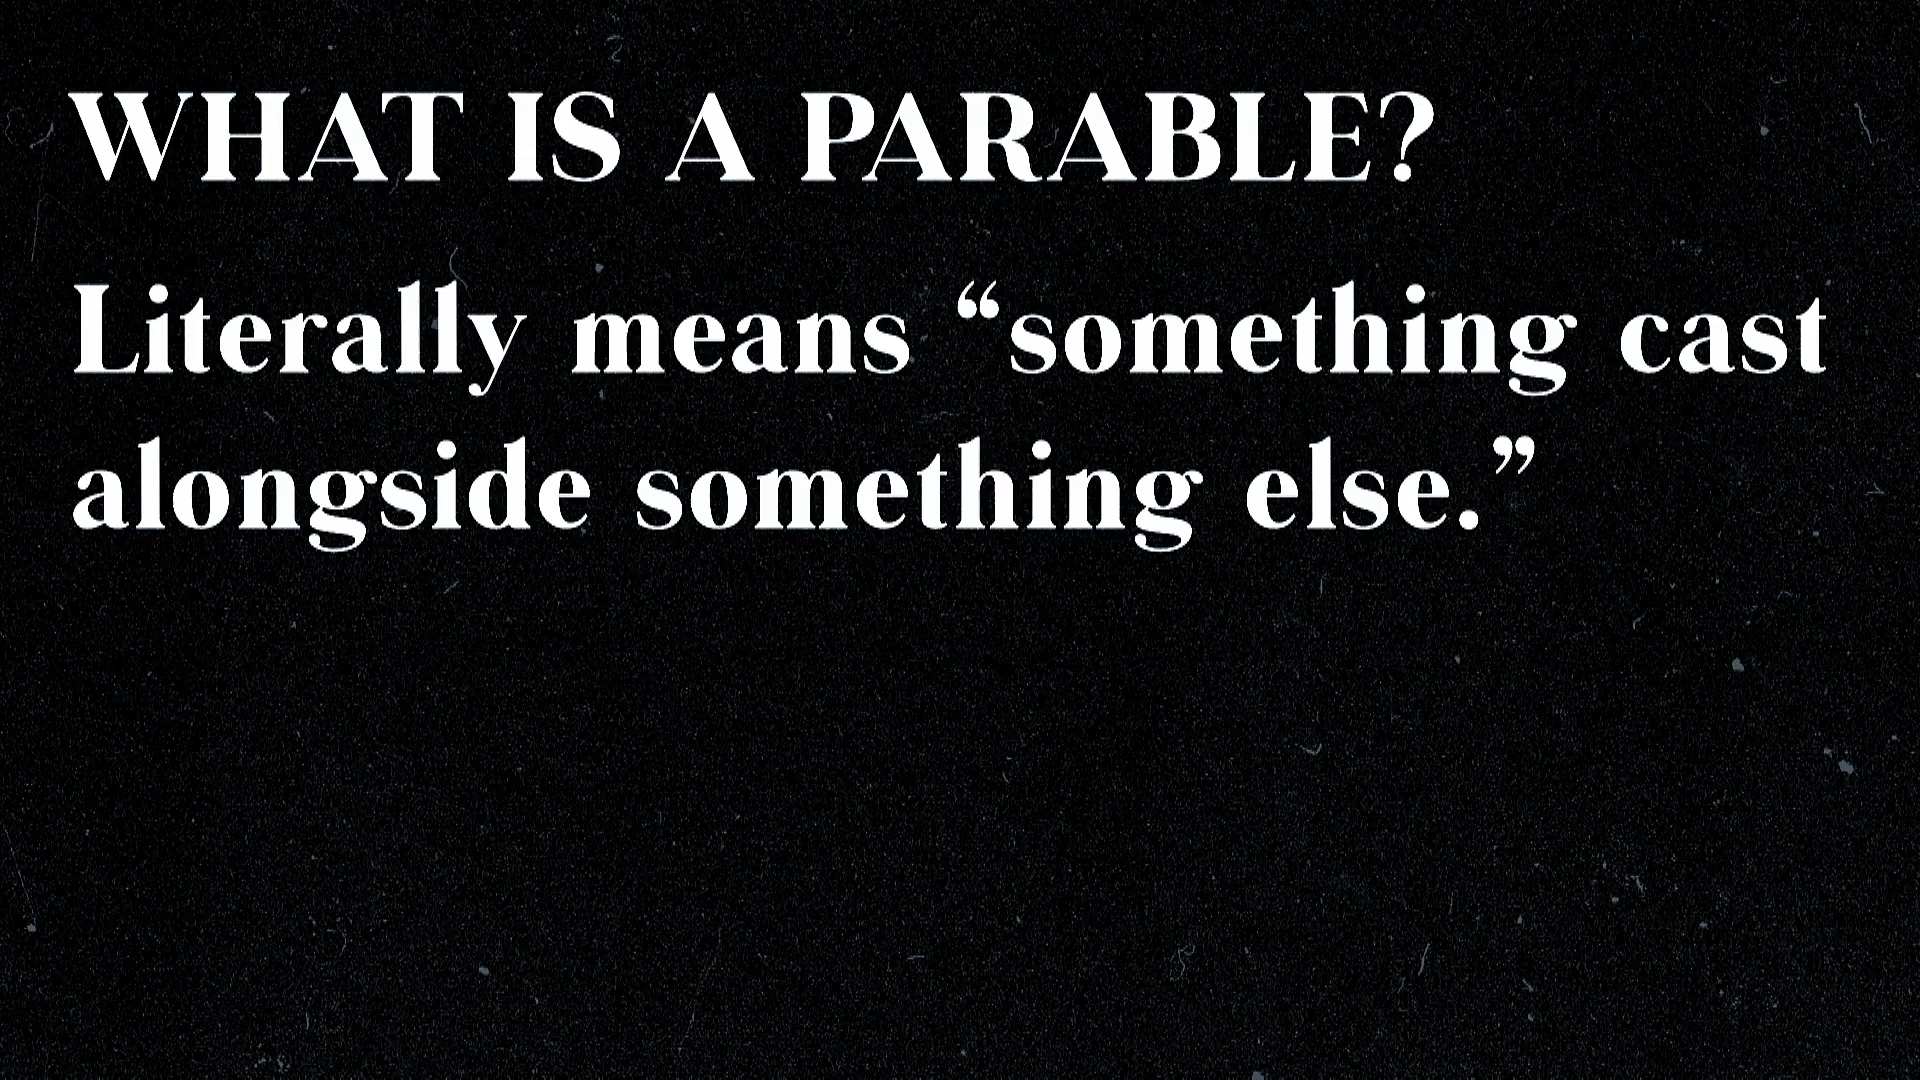 WHAT IS A PARABLE?
Literally means “something cast
alongside something else.”